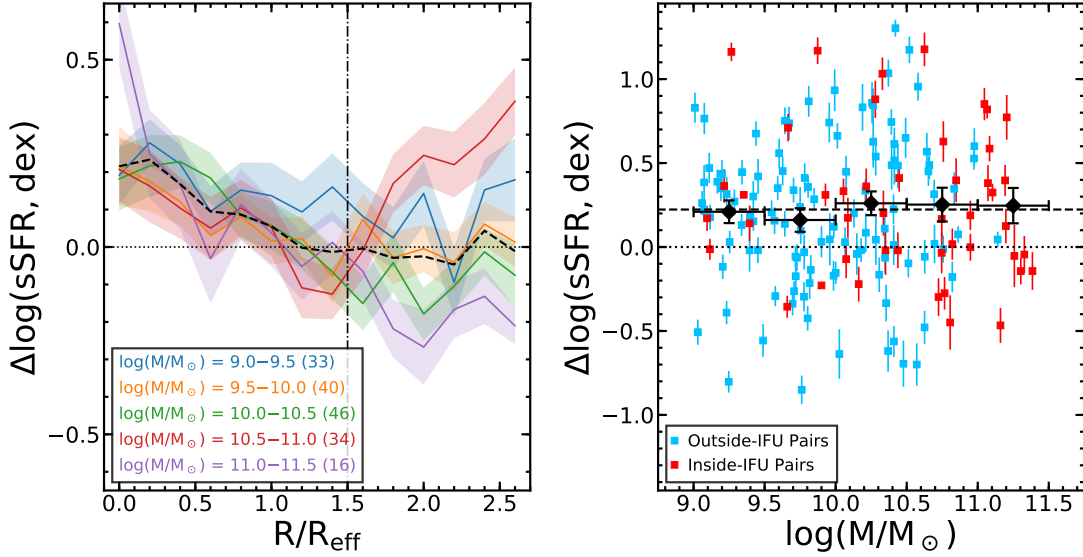 0.5
0.0
−0.5
Δlog(sSFR, dex)
log(M/M⊙) = 9.0−9.5 (33)
log(M/M⊙) = 9.5−10.0 (40)
log(M/M⊙) = 10.0−10.5 (46)
log(M/M⊙) = 10.5−11.0 (34)
log(M/M⊙) = 11.0−11.5 (16)
0.0 0.5 1.0 1.5 2.0 2.5
R/Reff
1.0
0.5
0.0
−0.5
−1.0
Δlog(sSFR, dex)
Outside-IFU Pairs
Inside-IFU Pairs
9.0 9.5 10.0 10.5 11.0 11.5
log(M/M⊙)